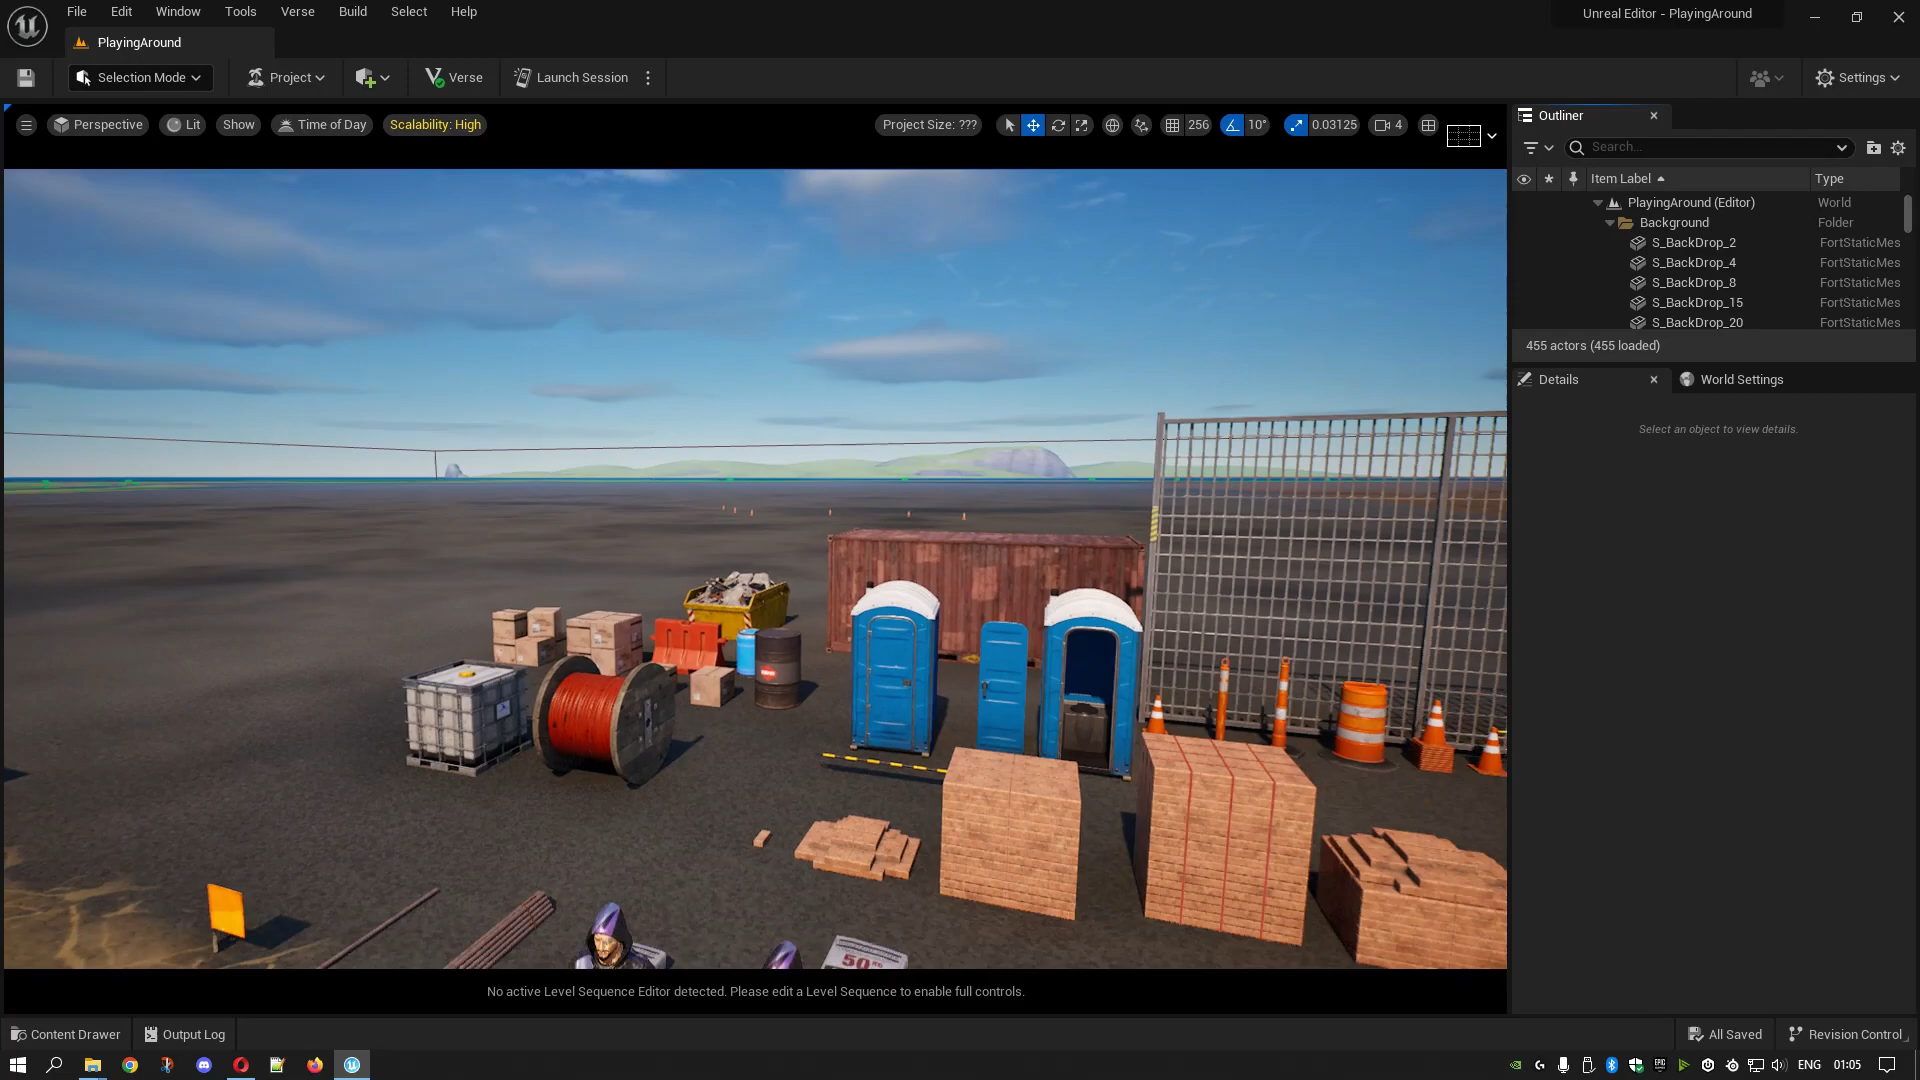 File Edit Window Tools Verse Build Select Help
Unreal Editor - PlayingAround
PlayingAround
Selection Mode
Project
Verse
Launch Session
Settings
Perspective
Lit
Show
Time of Day
Scalability: High
Project Size: ???
256
10°
0.03125
4
Outliner
Search...
Item Label
Type
PlayingAround (Editor) World
Background Folder
S_BackDrop_2 FortStaticMes
S_BackDrop_4 FortStaticMes
S_BackDrop_8 FortStaticMes
S_BackDrop_15 FortStaticMes
S_BackDrop_20 FortStaticMes
455 actors (455 loaded)
Details
World Settings
Select an object to view details.
50
No active Level Sequence Editor detected. Please edit a Level Sequence to enable full controls.
Content Drawer
Output Log
All Saved
Revision Control
ENG
01:05